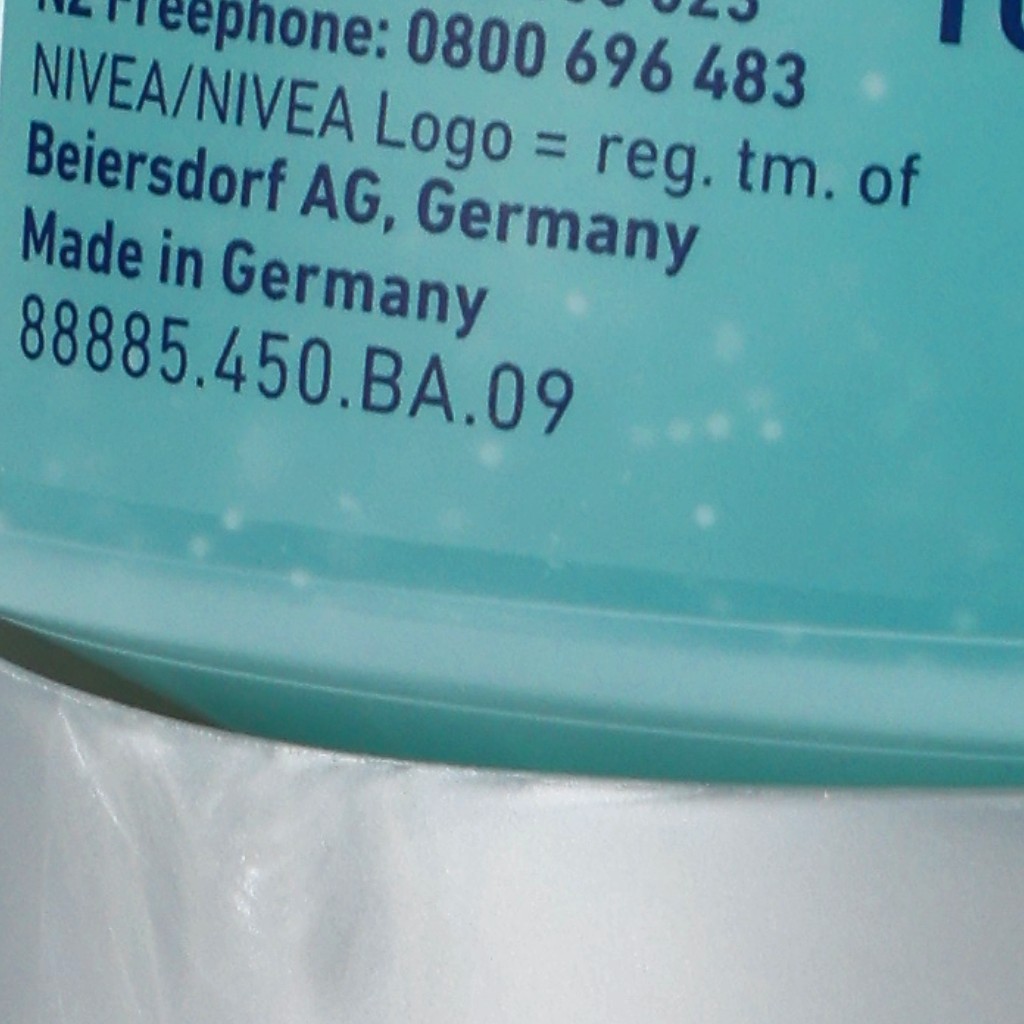 NZ Freephone: 0800 696 483
NIVEA/NIVEA Logo = reg. tm. of
Beiersdorf AG, Germany
Made in Germany
88885.450.BA.09